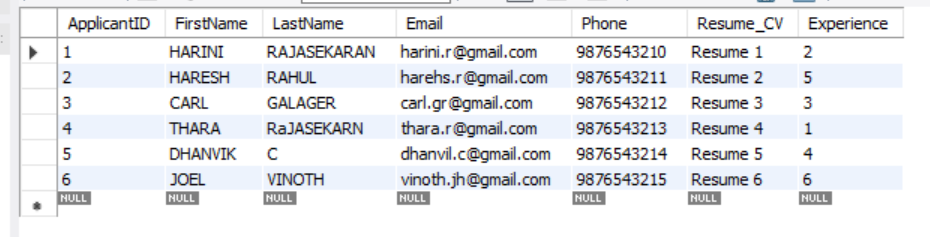 ApplicantID FirstName LastName Email Phone Resume_CV Experience
1 HARINI RAJASEKARAN harini.r@gmail.com 9876543210 Resume 1 2
2 HARESH RAHUL harehs.r@gmail.com 9876543211 Resume 2 5
3 CARL GALAGER carl.gr@gmail.com 9876543212 Resume 3 3
4 THARA RaJASEKARN thara.r@gmail.com 9876543213 Resume 4 1
5 DHANVIK C dhanvil.c@gmail.com 9876543214 Resume 5 4
6 JOEL VINOTH vinoth.jh@gmail.com 9876543215 Resume 6 6
NULL NULL NULL NULL NULL NULL NULL